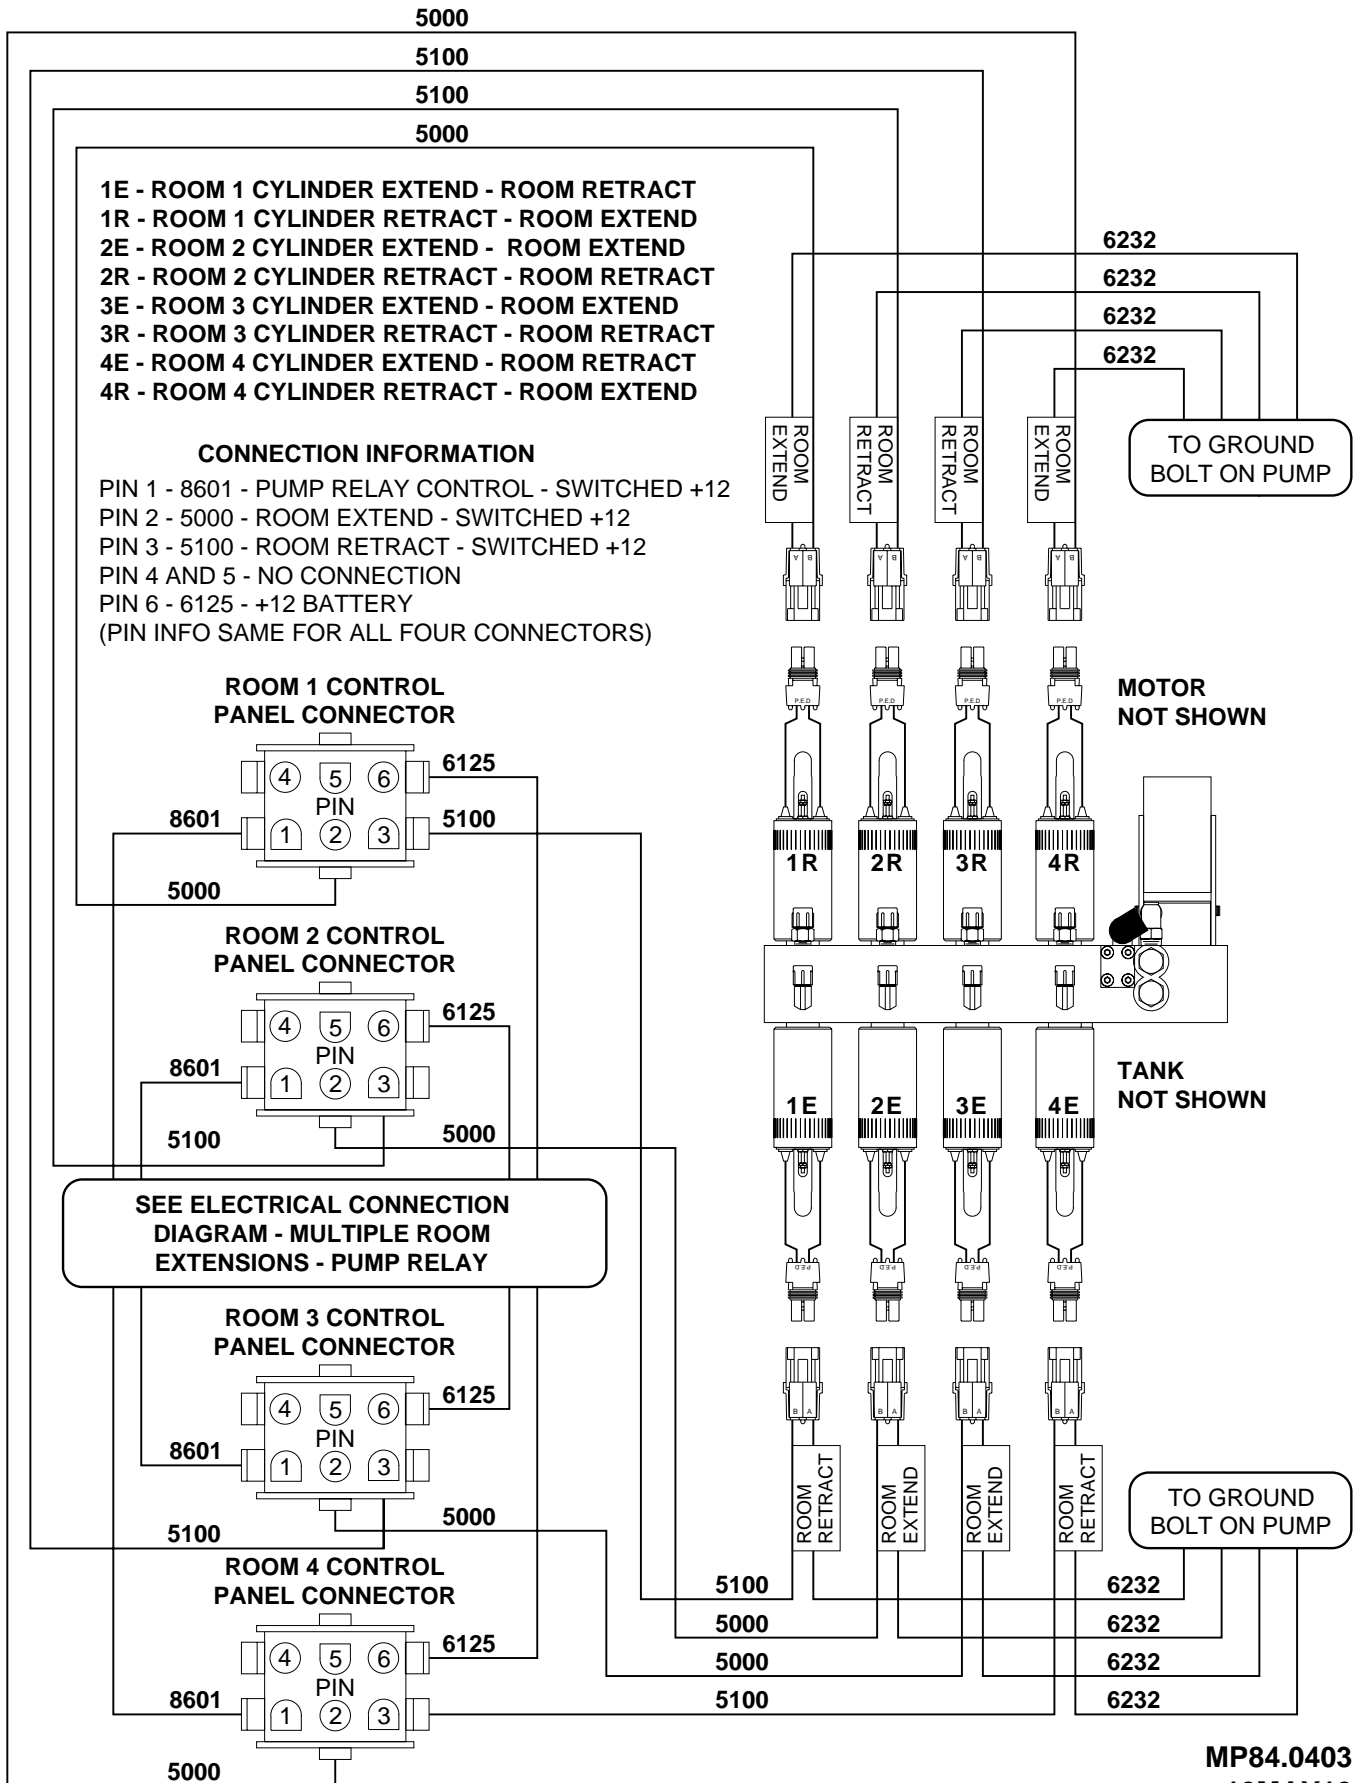 5000
5100
5100
5000
1E - ROOM 1 CYLINDER EXTEND - ROOM RETRACT
1R - ROOM 1 CYLINDER RETRACT - ROOM EXTEND
2E - ROOM 2 CYLINDER EXTEND - ROOM EXTEND
2R - ROOM 2 CYLINDER RETRACT - ROOM RETRACT
3E - ROOM 3 CYLINDER EXTEND - ROOM EXTEND
3R - ROOM 3 CYLINDER RETRACT - ROOM RETRACT
4E - ROOM 4 CYLINDER EXTEND - ROOM RETRACT
4R - ROOM 4 CYLINDER RETRACT - ROOM EXTEND
6232
6232
6232
6232
CONNECTION INFORMATION
PIN 1 - 8601 - PUMP RELAY CONTROL - SWITCHED +12
PIN 2 - 5000 - ROOM EXTEND - SWITCHED +12
PIN 3 - 5100 - ROOM RETRACT - SWITCHED +12
PIN 4 AND 5 - NO CONNECTION
PIN 6 - 6125 - +12 BATTERY
(PIN INFO SAME FOR ALL FOUR CONNECTORS)
ROOM
EXTEND
ROOM
RETRACT
ROOM
RETRACT
ROOM
EXTEND
TO GROUND
BOLT ON PUMP
A B
A B
A B
A B
P.E.D
P.E.D
P.E.D
P.E.D
MOTOR
NOT SHOWN
ROOM 1 CONTROL
PANEL CONNECTOR
6125
4 5 6
PIN
1 2 3
8601
5100
5000
1R 2R 3R 4R
ROOM 2 CONTROL
PANEL CONNECTOR
6125
4 5 6
PIN
1 2 3
8601
5100
5000
TANK
NOT SHOWN
1E 2E 3E 4E
SEE ELECTRICAL CONNECTION
DIAGRAM - MULTIPLE ROOM
EXTENSIONS - PUMP RELAY
P.E.D
P.E.D
P.E.D
P.E.D
ROOM 3 CONTROL
PANEL CONNECTOR
6125
4 5 6
PIN
1 2 3
8601
5100
5000
B A
B A
B A
B A
ROOM
RETRACT
ROOM
EXTEND
ROOM
EXTEND
ROOM
RETRACT
TO GROUND
BOLT ON PUMP
ROOM 4 CONTROL
PANEL CONNECTOR
5100 6232
5000 6232
5000 6232
5100 6232
6125
4 5 6
PIN
1 2 3
8601
5000
MP84.0403